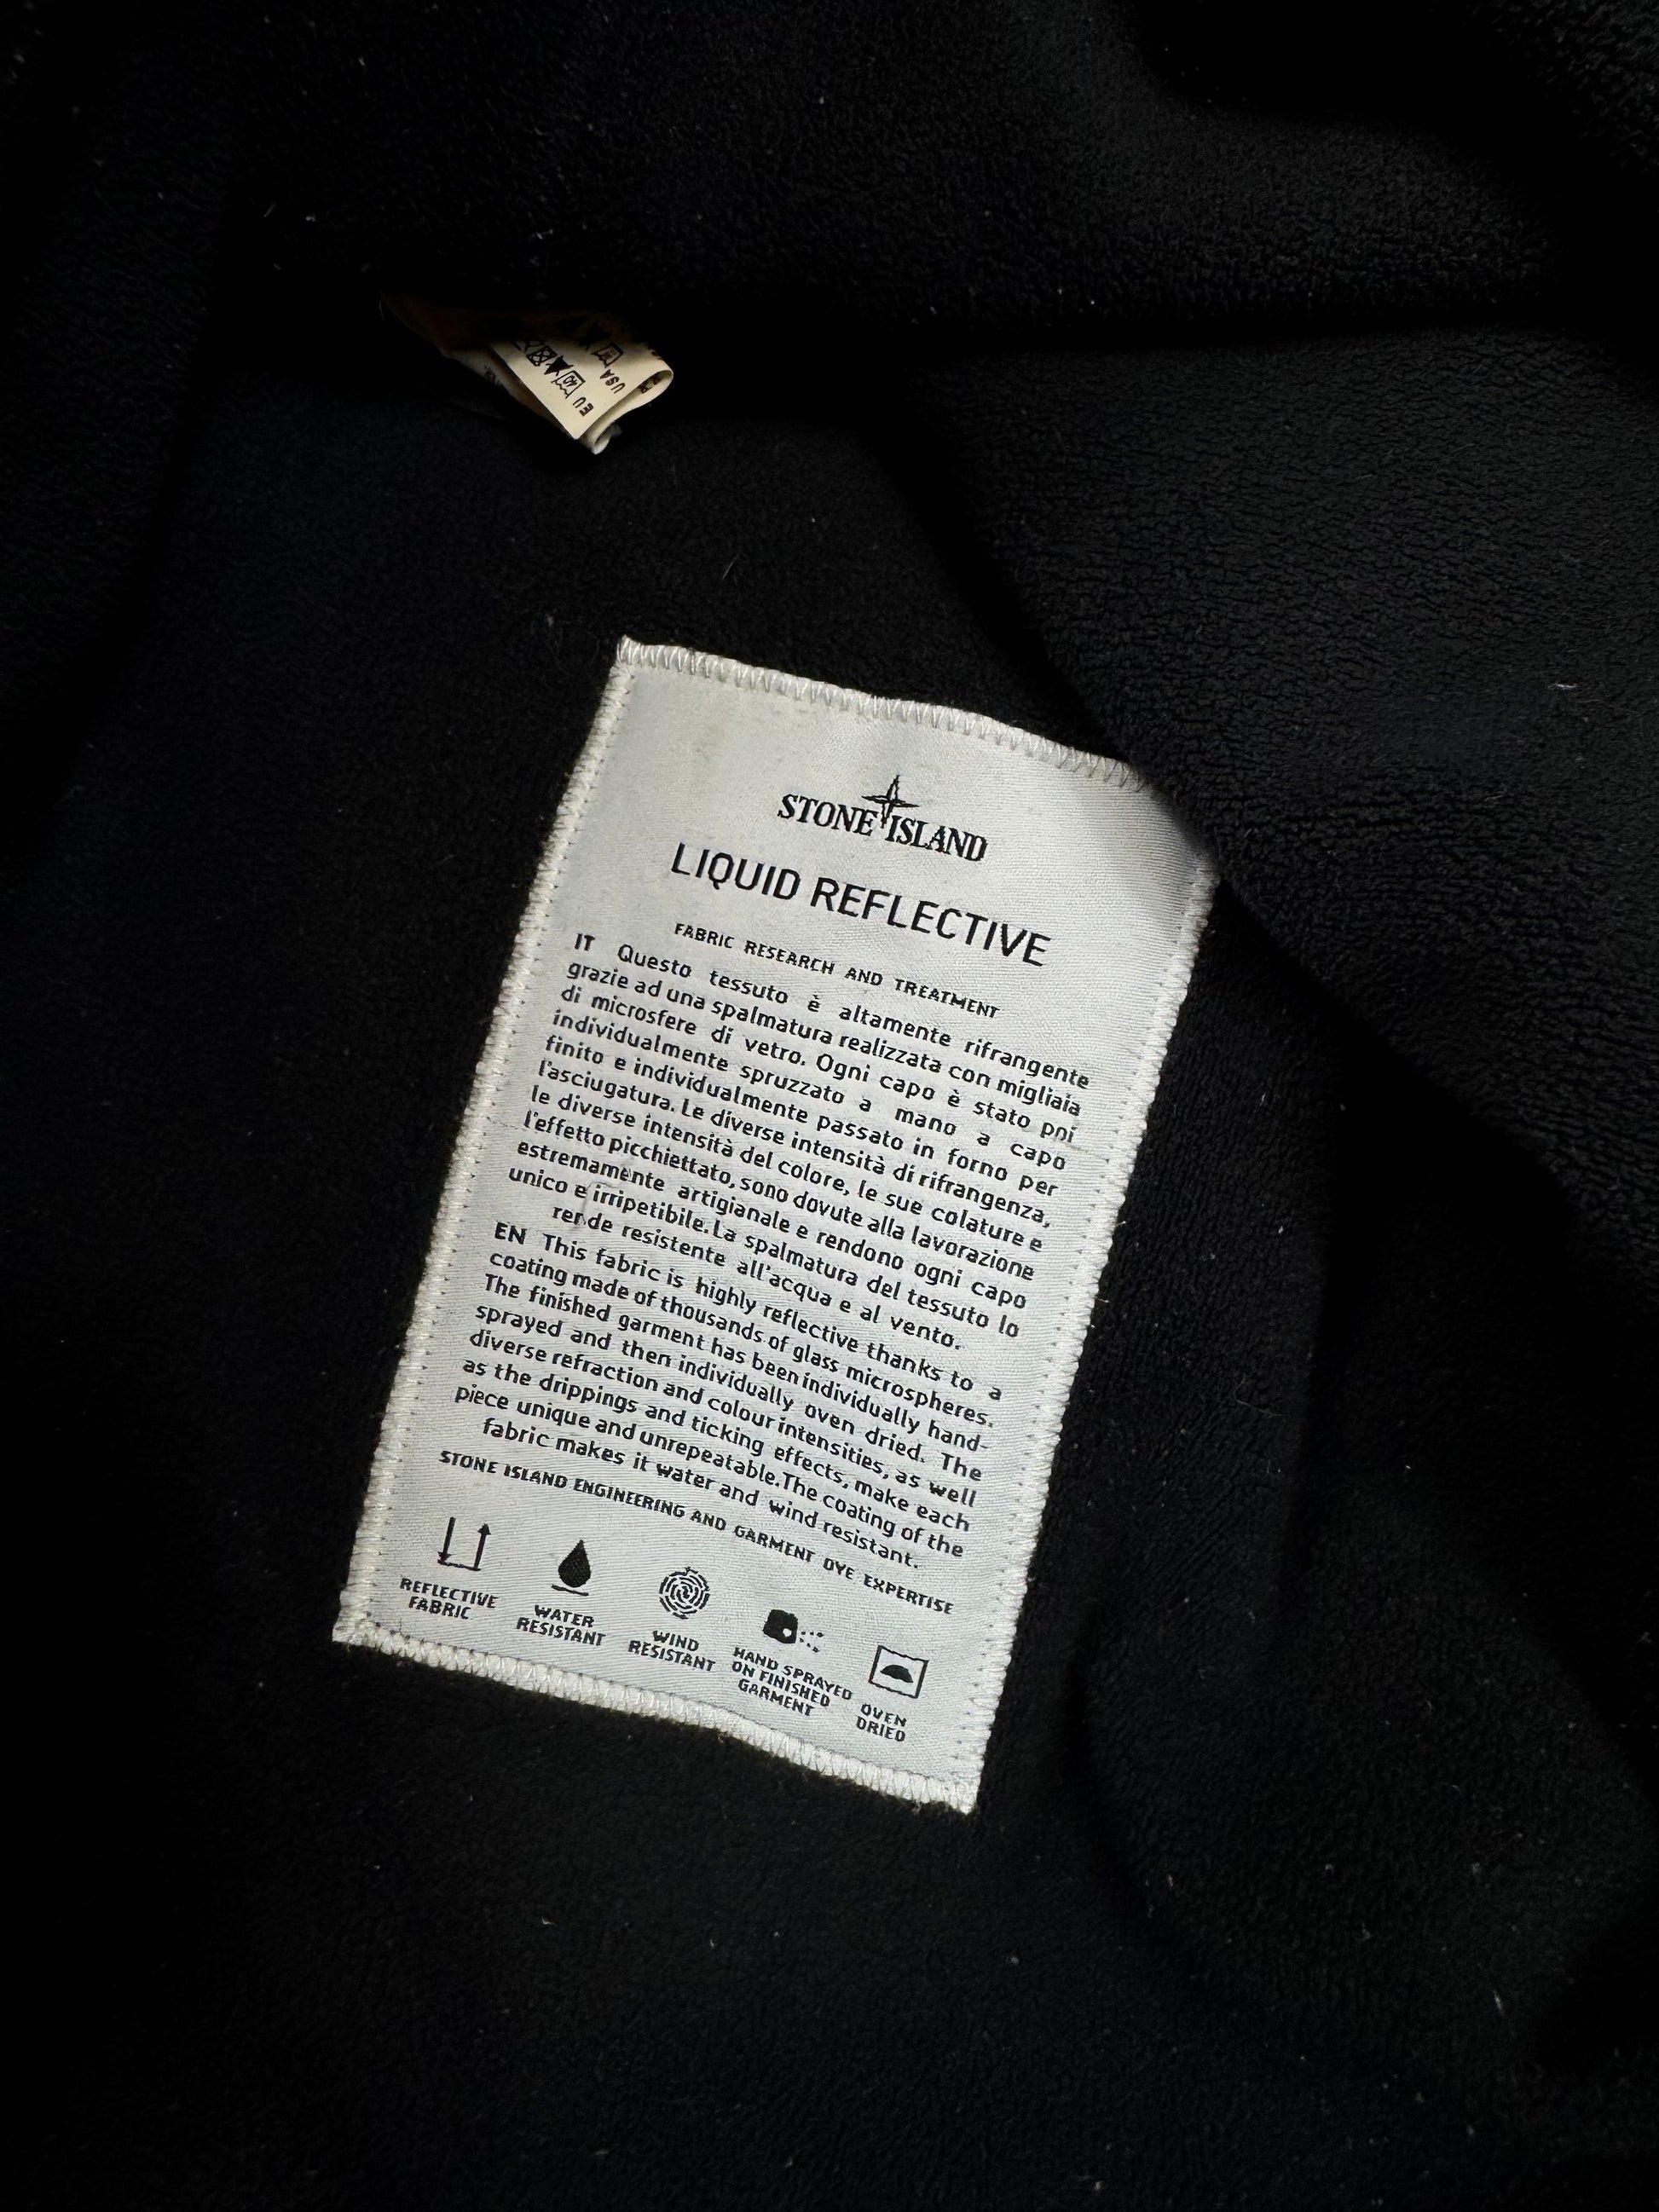 EU
40
USA
STONE ISLAND
LIQUID REFLECTIVE
FABRIC RESEARCH AND TREATMENT
IT Questo tessuto è altamente rifrangente
grazie ad una spalmatura realizzata con migliaia
di microsfere di vetro. Ogni capo è stato poi
individualmente spruzzato a mano a capo
finito e individualmente passato in forno per
l'asciugatura. Le diverse intensità di rifrangenza,
le diverse intensità del colore, le sue colature e
l'effetto picchiettato, sono dovute alla lavorazione
estremamente artigianale e rendono ogni capo
unico e irripetibile.La spalmatura del tessuto lo
rende resistente all'acqua e al vento.
EN This fabric is highly reflective thanks to a
coating made of thousands of glass microspheres.
The finished garment has been individually hand-
sprayed and then individually oven dried. The
diverse refraction and colour intensities, as well
as the drippings and ticking effects, make each
piece unique and unrepeatable.The coating of the
fabric makes it water and wind resistant.
STONE ISLAND ENGINEERING AND GARMENT DYE EXPERTISE
REFLECTIVE
FABRIC
WATER
RESISTANT
WIND
RESISTANT
HAND SPRAYED
ON FINISHED
GARMENT
OVEN
DRIED